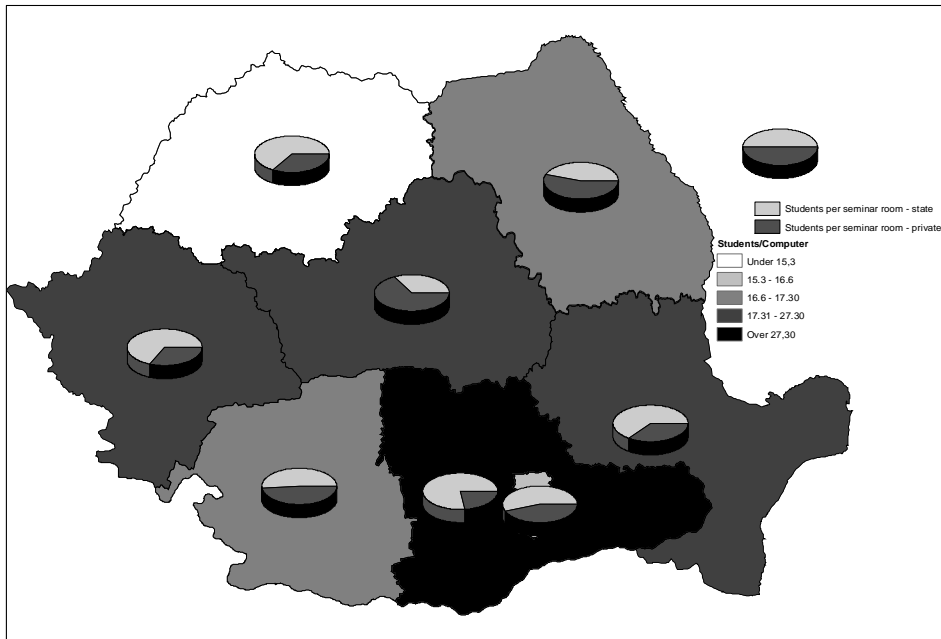 Students per seminar room - state
Students per seminar room - private
Students/Computer
Under 15,3
15.3 - 16.6
16.6 - 17.30
17.31 - 27.30
Over 27,30